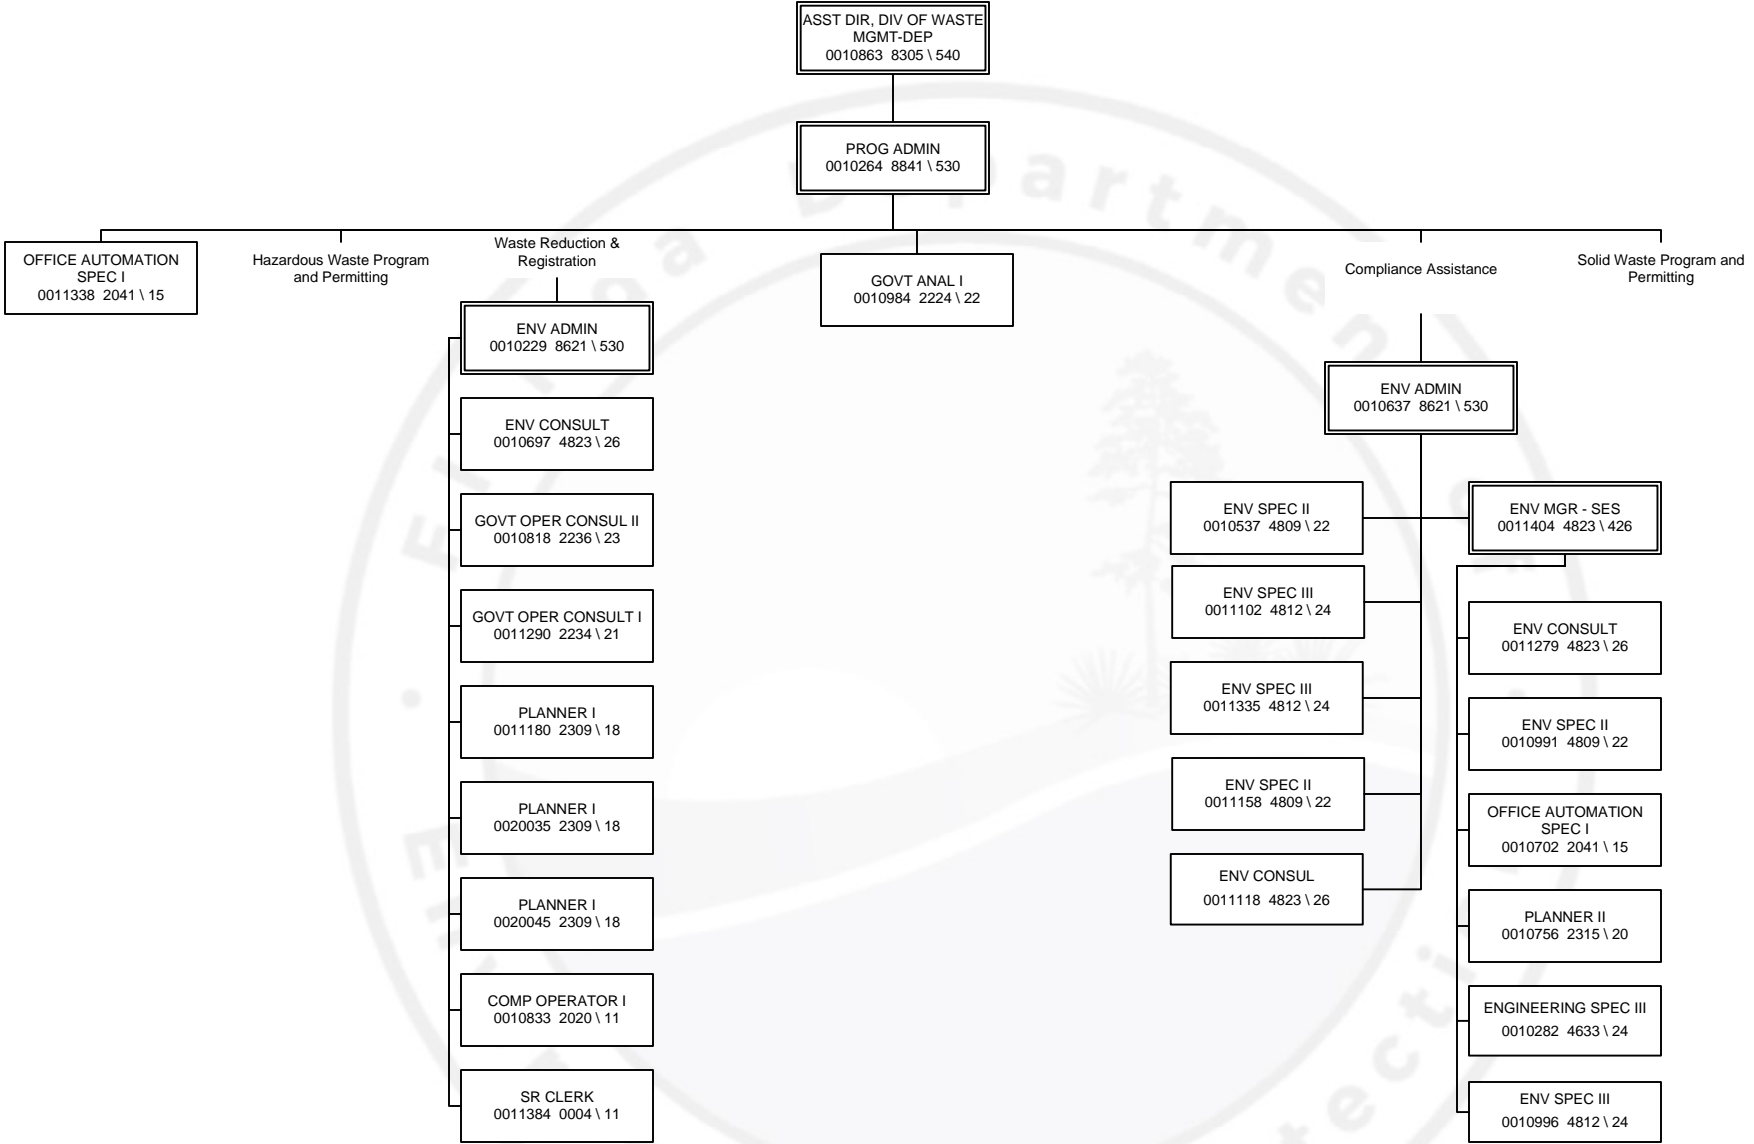 ASST DIR, DIV OF WASTE
MGMT-DEP
0010863 8305 \ 540
PROG ADMIN
0010264 8841 \ 530
OFFICE AUTOMATION
SPEC I
0011338 2041 \ 15
Hazardous Waste Program
and Permitting
Waste Reduction &
Registration
GOVT ANAL I
0010984 2224 \ 22
Compliance Assistance
Solid Waste Program and
Permitting
ENV ADMIN
0010229 8621 \ 530
ENV CONSULT
0010697 4823 \ 26
GOVT OPER CONSUL II
0010818 2236 \ 23
GOVT OPER CONSULT I
0011290 2234 \ 21
PLANNER I
0011180 2309 \ 18
PLANNER I
0020035 2309 \ 18
PLANNER I
0020045 2309 \ 18
COMP OPERATOR I
0010833 2020 \ 11
SR CLERK
0011384 0004 \ 11
ENV ADMIN
0010637 8621 \ 530
ENV SPEC II
0010537 4809 \ 22
ENV SPEC III
0011102 4812 \ 24
ENV SPEC III
0011335 4812 \ 24
ENV SPEC II
0011158 4809 \ 22
ENV CONSUL
0011118 4823 \ 26
ENV MGR - SES
0011404 4823 \ 426
ENV CONSULT
0011279 4823 \ 26
ENV SPEC II
0010991 4809 \ 22
OFFICE AUTOMATION
SPEC I
0010702 2041 \ 15
PLANNER II
0010756 2315 \ 20
ENGINEERING SPEC III
0010282 4633 \ 24
ENV SPEC III
0010996 4812 \ 24